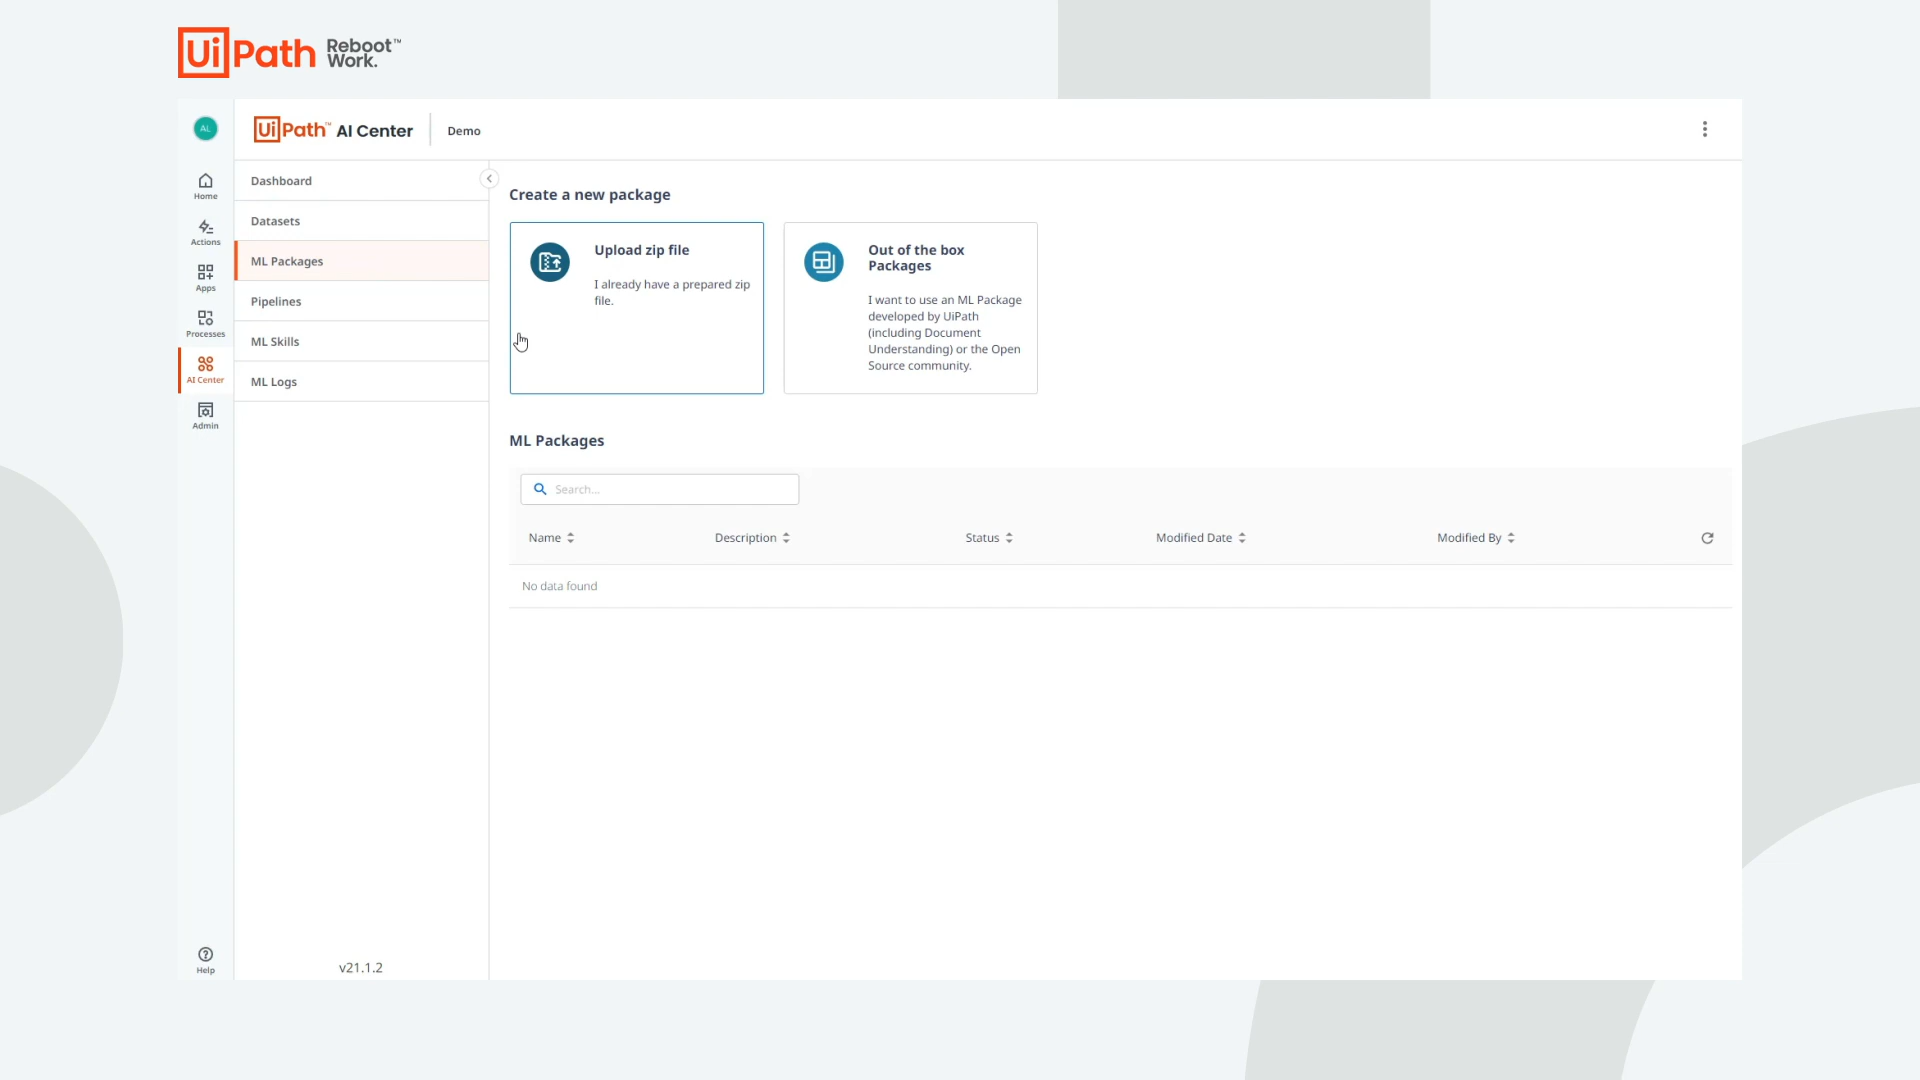 UiPath Reboot™
Work.
AL
UiPath™ AI Center
Demo
Home
Actions
Apps
Processes
AI Center
Admin
Help
Dashboard
Datasets
ML Packages
Pipelines
ML Skills
ML Logs
v21.1.2
Create a new package
Upload zip file
I already have a prepared zip
file.
Out of the box
Packages
I want to use an ML Package
developed by UiPath
(including Document
Understanding) or the Open
Source community.
ML Packages
Search...
Name Description Status Modified Date Modified By
No data found